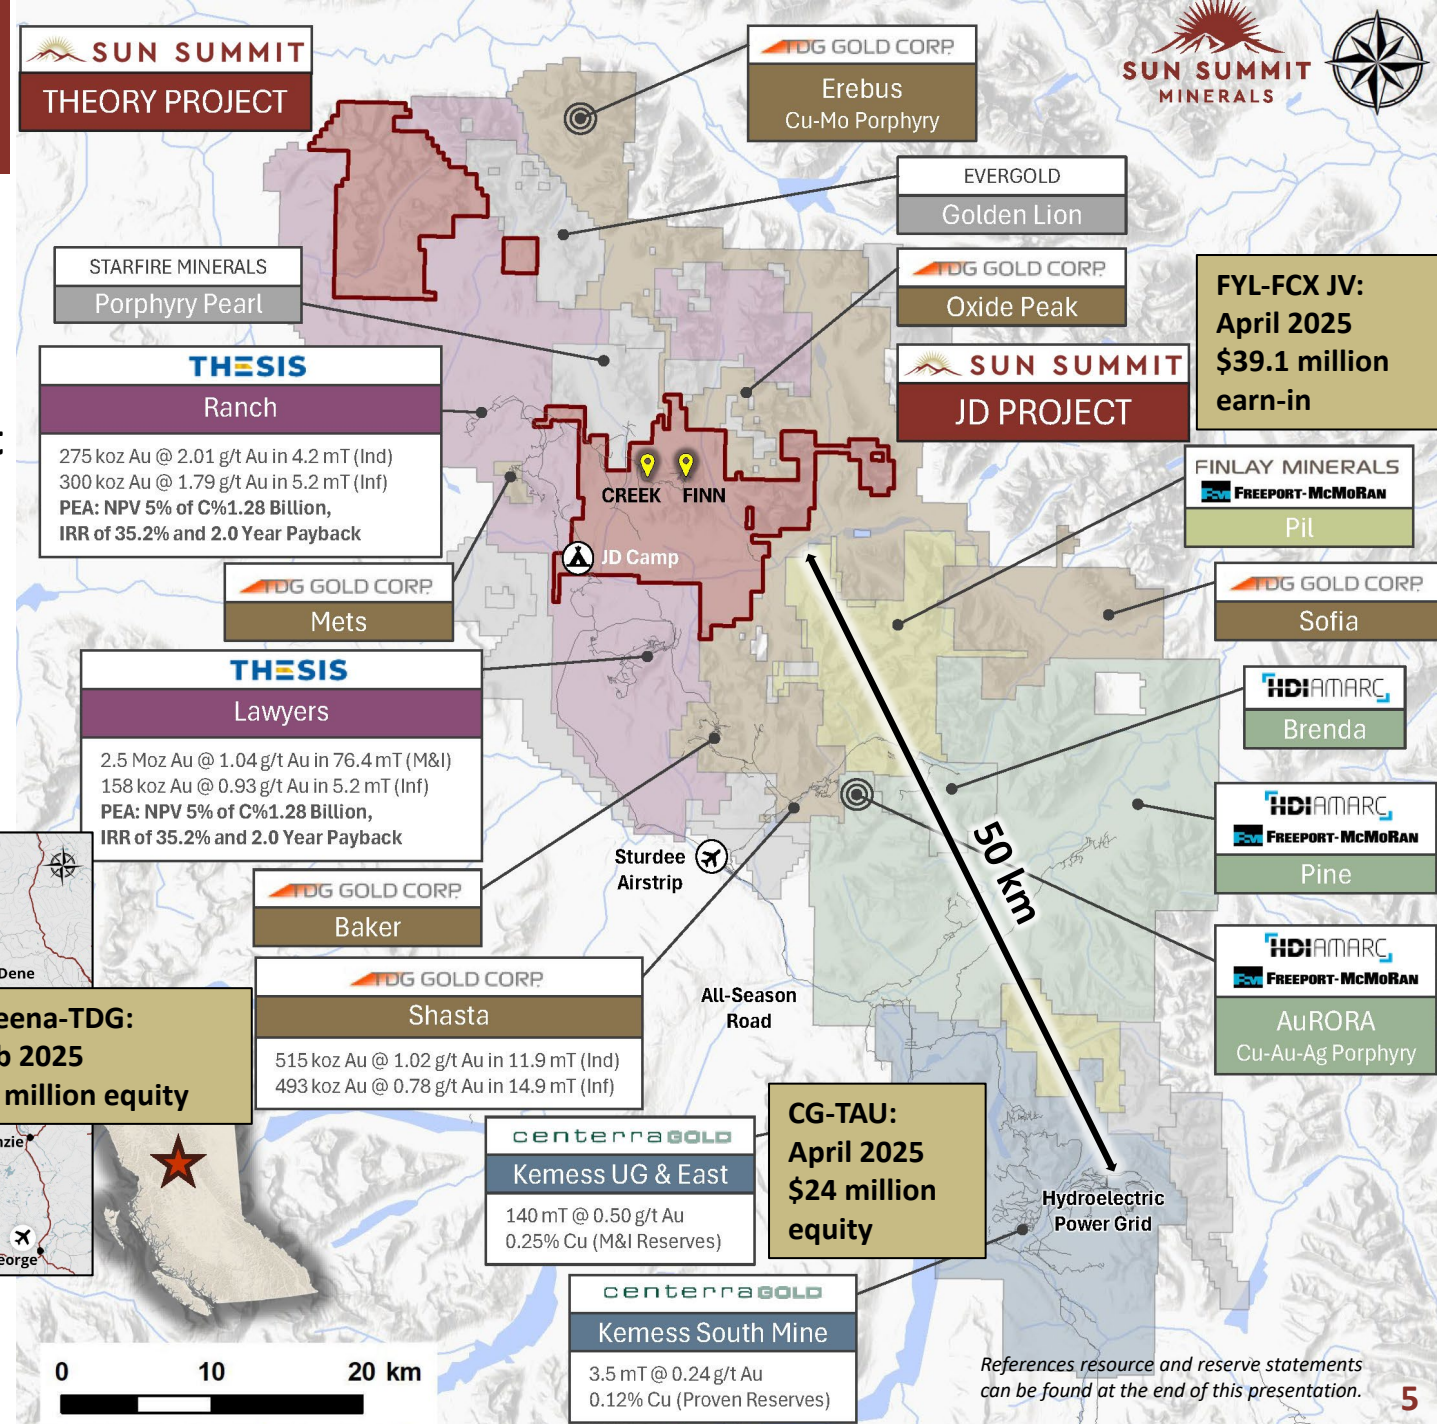 SUN SUMMIT
THEORY PROJECT
TDG GOLD CORP.
Erebus
Cu-Mo Porphyry
SUN SUMMIT
MINERALS
EVERGOLD
Golden Lion
STARFIRE MINERALS
Porphyry Pearl
TDG GOLD CORP.
Oxide Peak
FYL-FCX JV:
April 2025
$39.1 million
earn-in
THESIS
Ranch
275 koz Au @ 2.01 g/t Au in 4.2 mT (Ind)
300 koz Au @ 1.79 g/t Au in 5.2 mT (Inf)
PEA: NPV 5% of C%1.28 Billion,
IRR of 35.2% and 2.0 Year Payback
SUN SUMMIT
JD PROJECT
CREEK FINN
FINLAY MINERALS
FREEPORT-McMoRAN
Pil
JD Camp
TDG GOLD CORP.
Mets
TDG GOLD CORP.
Sofia
THESIS
Lawyers
2.5 Moz Au @ 1.04 g/t Au in 76.4 mT (M&I)
158 koz Au @ 0.93 g/t Au in 5.2 mT (Inf)
PEA: NPV 5% of C%1.28 Billion,
IRR of 35.2% and 2.0 Year Payback
HDI AMARC
Brenda
HDI AMARC
FREEPORT-McMoRAN
Pine
50 km
Sturdee
Airstrip
TDG GOLD CORP.
Baker
HDI AMARC
FREEPORT-McMoRAN
AuRORA
Cu-Au-Ag Porphyry
Dene
eena-TDG:
b 2025
million equity
TDG GOLD CORP.
Shasta
515 koz Au @ 1.02 g/t Au in 11.9 mT (Ind)
493 koz Au @ 0.78 g/t Au in 14.9 mT (Inf)
All-Season
Road
nzie
eorge
centerra GOLD
Kemess UG & East
140 mT @ 0.50 g/t Au
0.25% Cu (M&I Reserves)
CG-TAU:
April 2025
$24 million
equity
Hydroelectric
Power Grid
centerra GOLD
Kemess South Mine
3.5 mT @ 0.24 g/t Au
0.12% Cu (Proven Reserves)
0 10 20 km
References resource and reserve statements
can be found at the end of this presentation.
5